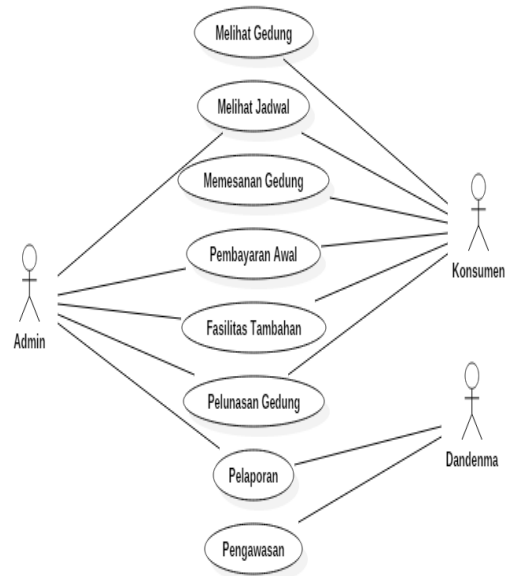 Melihat Gedung
Melihat Jadwal
Memesanan Gedung
Pembayaran Awal
Konsumen
Fasilitas Tambahan
Admin
Pelunasan Gedung
Dandenma
Pelaporan
Pengawasan